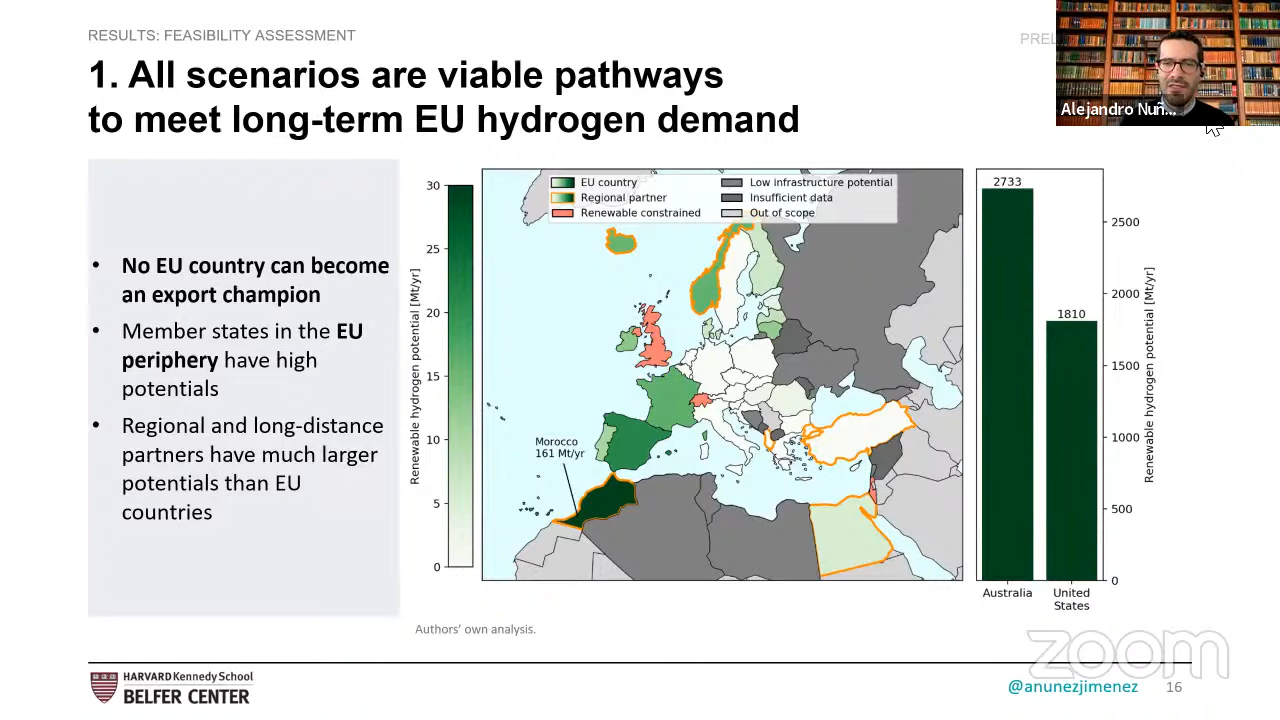 RESULTS: FEASIBILITY ASSESSMENT
1. All scenarios are viable pathways
to meet long-term EU hydrogen demand
Alejandro Nuñ...
• No EU country can become
an export champion
• Member states in the EU
periphery have high
potentials
• Regional and long-distance
partners have much larger
potentials than EU
countries
Renewable hydrogen potential [Mt/yr]
30
25
20
15
10
5
0
EU country
Regional partner
Renewable constrained
Low infrastructure potential
Insufficient data
Out of scope
Morocco
161 Mt/yr
2733
1810
2500
2000
1500
1000
500
0
Renewable hydrogen potential [Mt/yr]
Australia
United
States
Authors' own analysis.
zoom
HARVARD Kennedy School
BELFER CENTER
@anunezjimenez
16